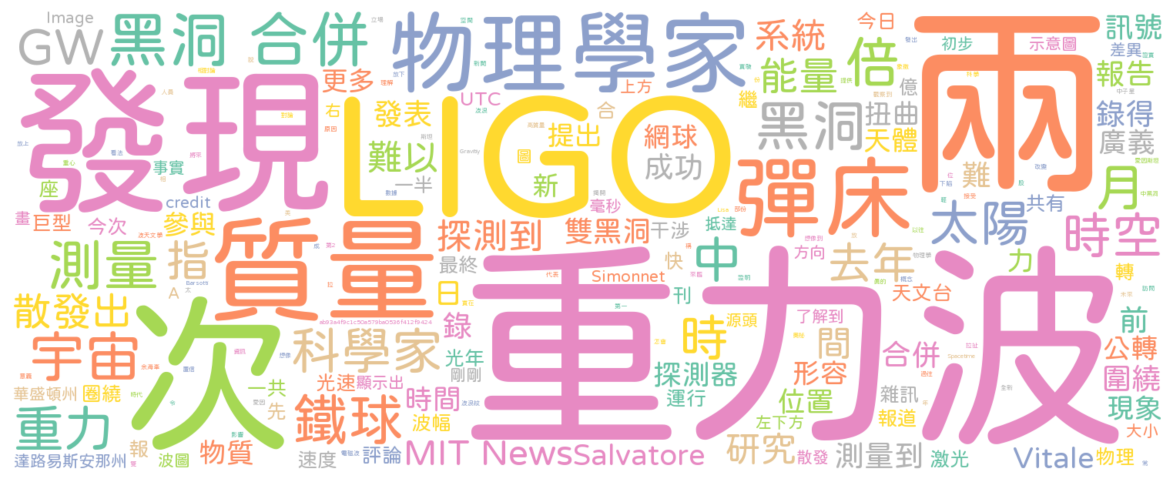 Image
GW
黑洞
合併
物理學家
系統
今日
兩
訊號
差異
初步
示意圖
能量
倍
報告
更多
上方
繼
億
發現
LIGO
UTC
發表
右
合
提出
網球
黑洞
扭曲
天體
錄得
廣義
難以
圖
新
成功
一半
事實
座
credit
毫秒
彈床
難
月
畫
巨型
今次
參與
質量
探測到
雙黑洞
干涉
抵達
太陽
共有
時空
測量
指
最終
快
中
方向
去年
力
轉
A
Simonnet
日
刊
天文台
散發出
次
重力波
錄
時
源頭
了解到
前
宇宙
科學家
光年
剛剛
間
合併
公轉
圍繞
華盛頓州
圈繞
一共
先
光速
顯示出
探測器
運行
形容
鐵球
時間
波幅
位置
雜訊
報道
現象
大小
重力
左下方
達路易斯安那州
波圖
報
物質
速度
評論
MIT News
Salvatore
研究
散發
測量到
激光
Vitale
物理